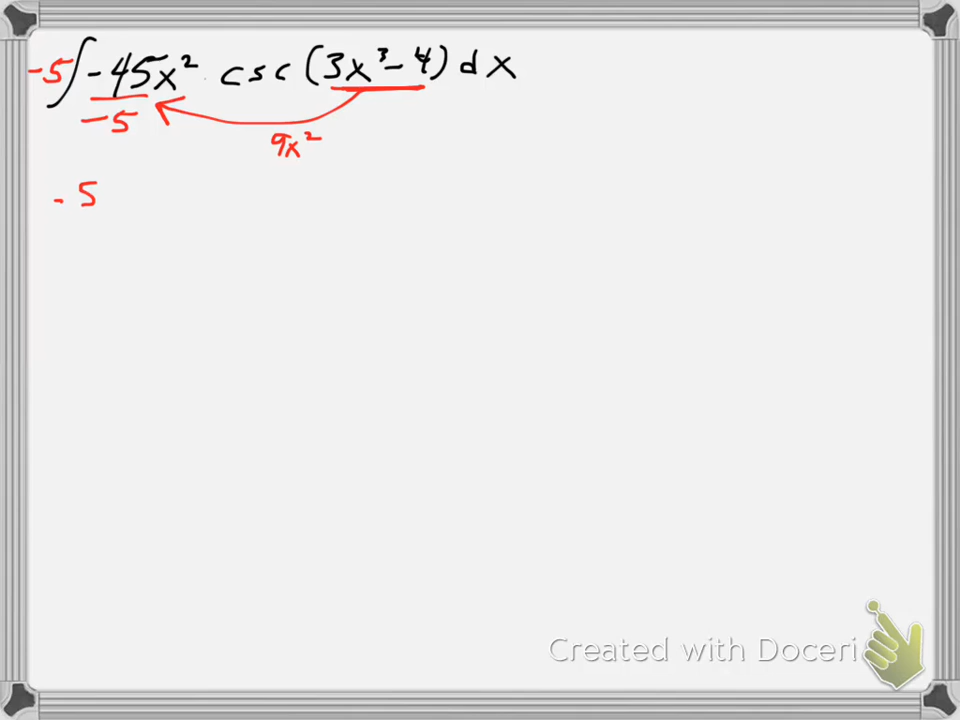 -5∫ -45x² csc(3x³-4)dx
-5
9x²
-5
Created with Doceri